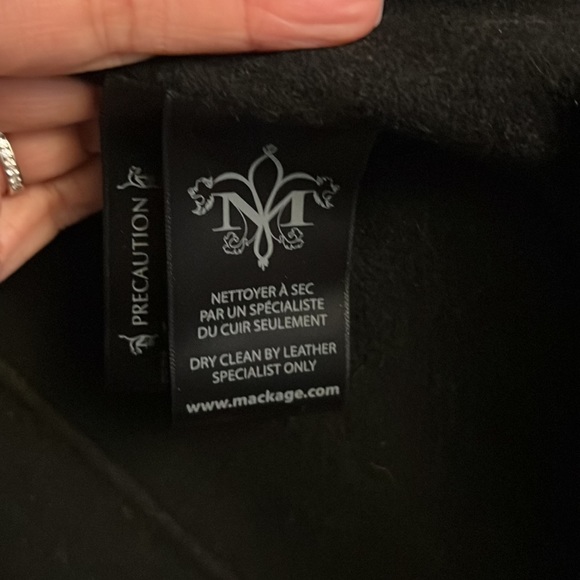 PRECAUTION
M
NETTOYER À SEC
PAR UN SPÉCIALISTE
DU CUIR SEULEMENT
DRY CLEAN BY LEATHER
SPECIALIST ONLY
www.mackage.com